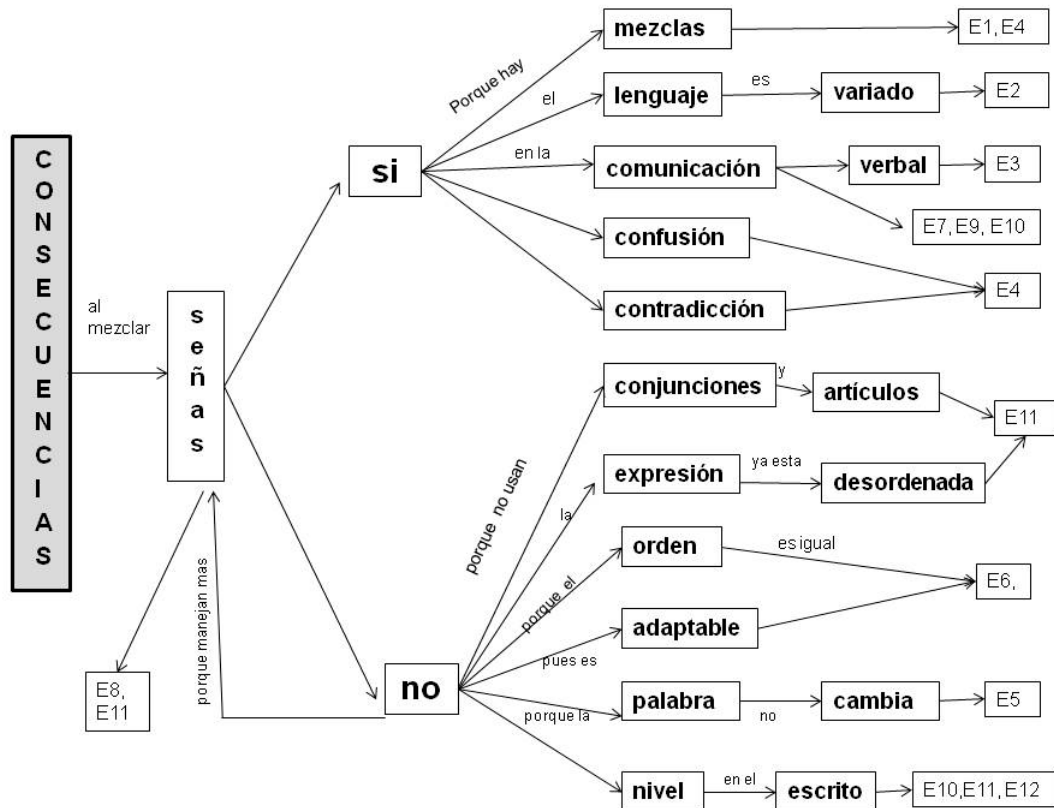 CONSECUENCIAS
al
mezclar
señas
E8,
E11
porque manejan mas
si
Porque hay
mezclas
E1, E4
el
lenguaje
es
variado
E2
en la
comunicación
verbal
E3
E7, E9, E10
confusión
contradicción
E4
no
porque no usan
conjunciones
y
artículos
E11
la
expresión
ya esta
desordenada
porque el
orden
es igual
E6,
pues es
adaptable
porque la
palabra
no
cambia
E5
nivel
en el
escrito
E10,E11, E12